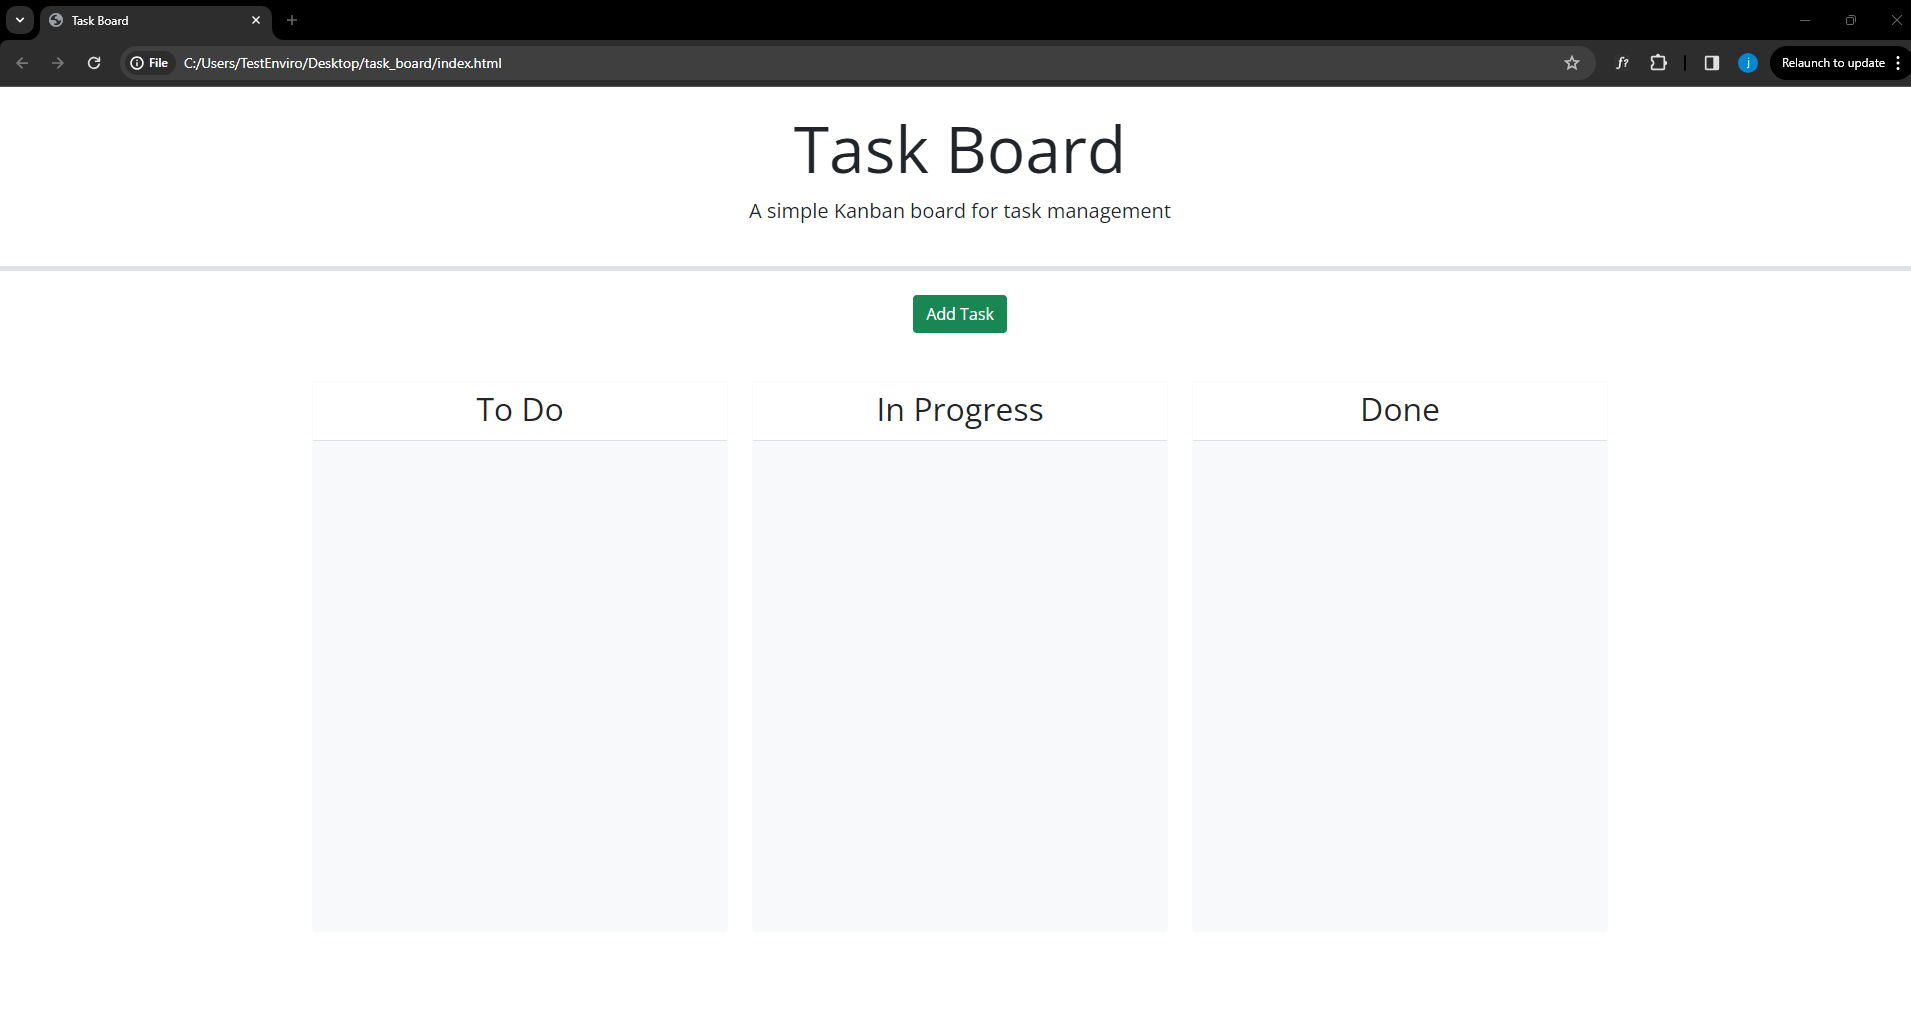 Task Board
File C:/Users/TestEnviro/Desktop/task_board/index.html f? j Relaunch to update
Task Board
A simple Kanban board for task management
Add Task
To Do In Progress Done